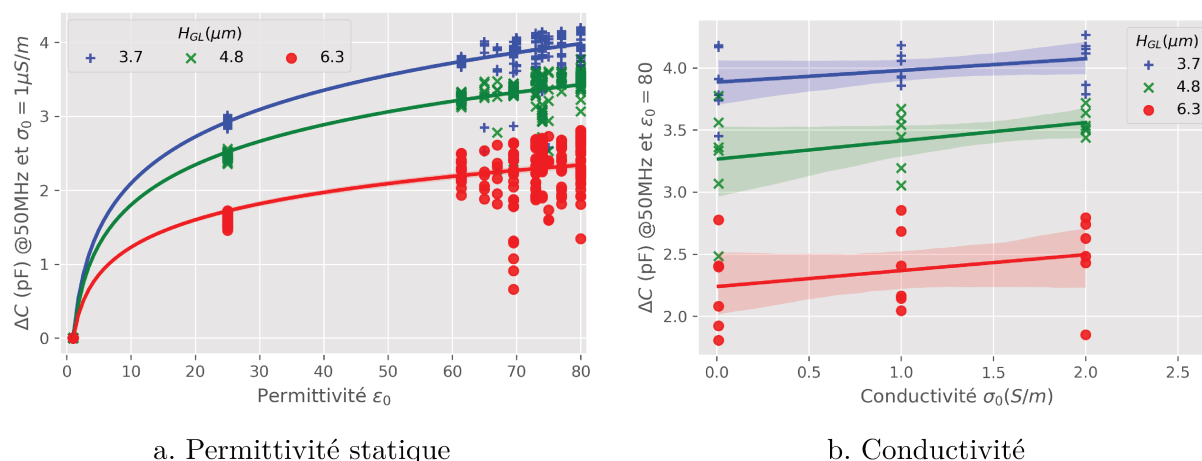 H_GL(μm)
3.7 4.8 6.3
4
3
2
1
0
ΔC (pF) @50MHz et σ₀ = 1μS/m
0 10 20 30 40 50 60 70 80
Permittivité ε₀
a. Permittivité statique
H_GL(μm)
3.7
4.8
6.3
4.0
3.5
3.0
2.5
2.0
ΔC (pF) @50MHz et ε₀ = 80
0.0 0.5 1.0 1.5 2.0 2.5
Conductivité σ₀(S/m)
b. Conductivité